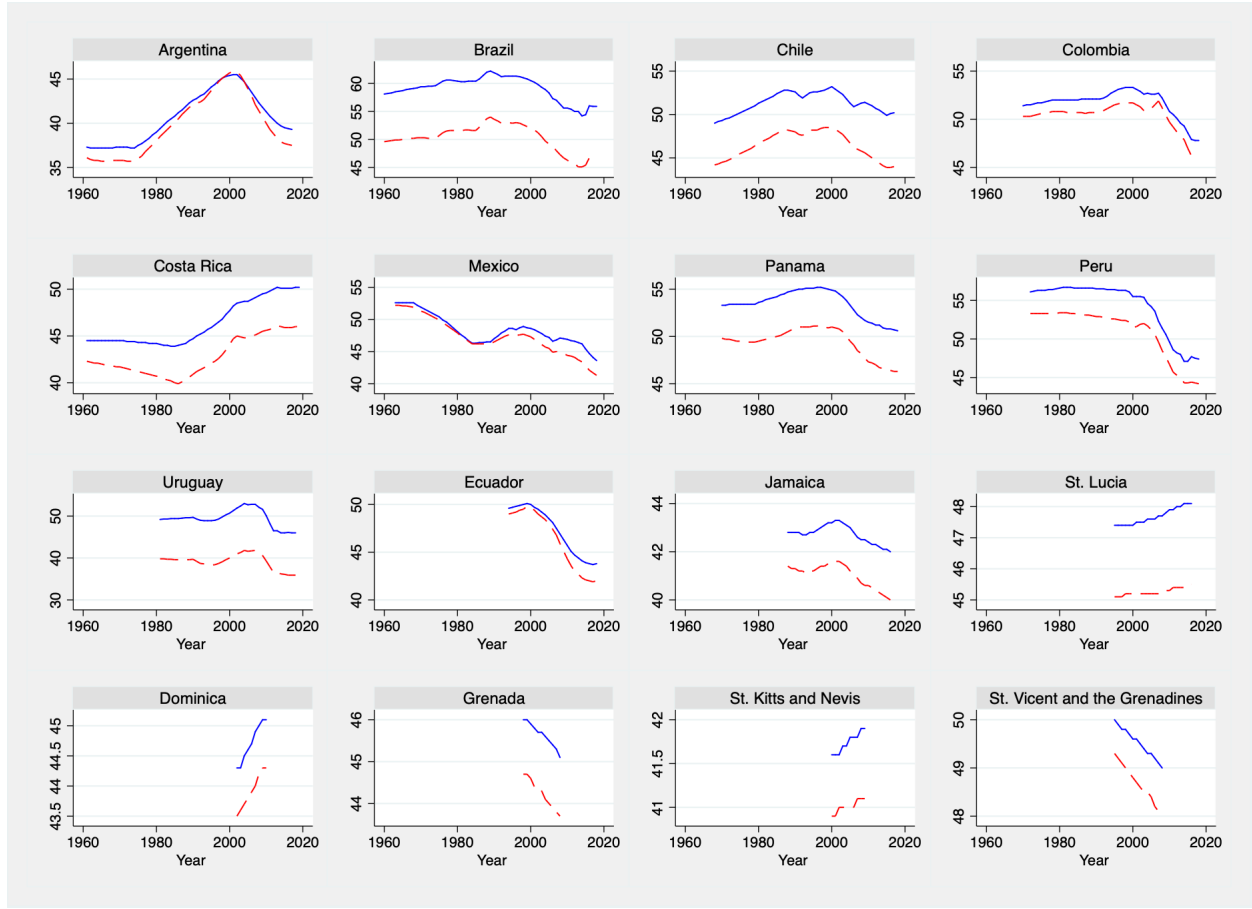 Argentina
45
40
35
1960 1980 2000 2020
Year
Brazil
60
55
50
45
1960 1980 2000 2020
Year
Chile
55
50
45
1960 1980 2000 2020
Year
Colombia
55
50
45
1960 1980 2000 2020
Year
Costa Rica
50
45
40
1960 1980 2000 2020
Year
Mexico
55
50
45
40
1960 1980 2000 2020
Year
Panama
55
50
45
1960 1980 2000 2020
Year
Peru
55
50
45
1960 1980 2000 2020
Year
Uruguay
50
40
30
1960 1980 2000 2020
Year
Ecuador
50
45
40
1960 1980 2000 2020
Year
Jamaica
44
42
40
1960 1980 2000 2020
Year
St. Lucia
48
47
46
45
1960 1980 2000 2020
Year
Dominica
45
44.5
44
43.5
1960 1980 2000 2020
Year
Grenada
46
45
44
1960 1980 2000 2020
Year
St. Kitts and Nevis
42
41.5
41
1960 1980 2000 2020
Year
St. Vicent and the Grenadines
50
49
48
1960 1980 2000 2020
Year